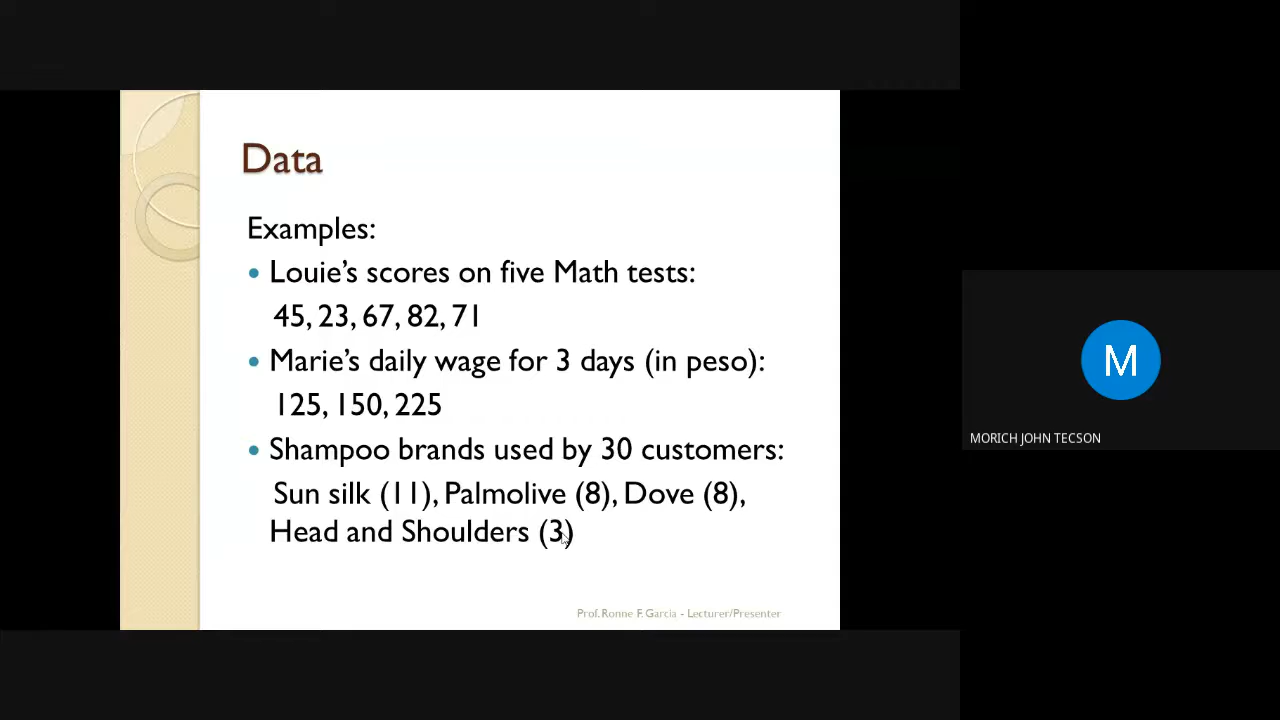 Data
Examples:
• Louie's scores on five Math tests:
45, 23, 67, 82, 71
• Marie's daily wage for 3 days (in peso):
125, 150, 225
• Shampoo brands used by 30 customers:
Sun silk (11), Palmolive (8), Dove (8),
Head and Shoulders (3)
Prof. Ronne F. Garcia - Lecturer/Presenter
M
MORICH JOHN TECSON